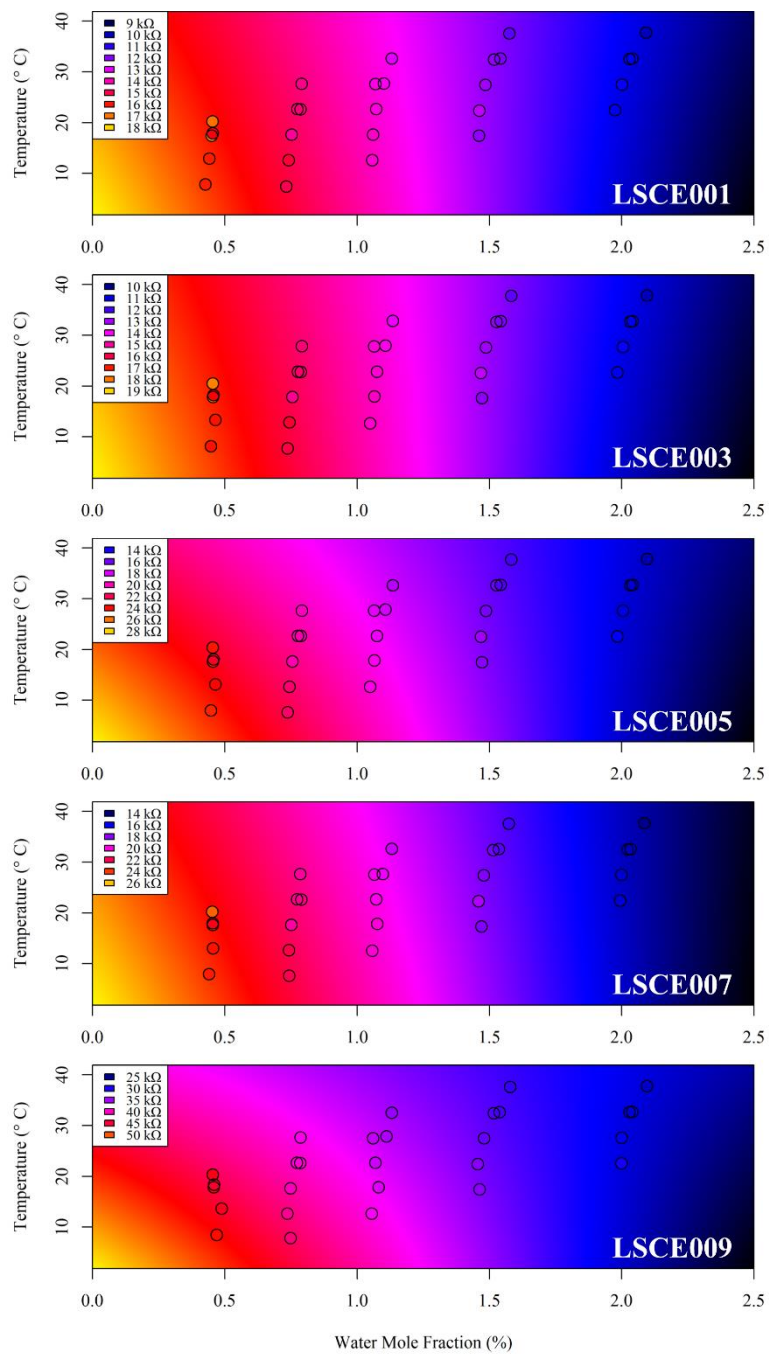 Temperature (° C)
40
30
20
10
9 kΩ
10 kΩ
11 kΩ
12 kΩ
13 kΩ
14 kΩ
15 kΩ
16 kΩ
17 kΩ
18 kΩ
LSCE001
0.0 0.5 1.0 1.5 2.0 2.5
Temperature (° C)
40
30
20
10
10 kΩ
11 kΩ
12 kΩ
13 kΩ
14 kΩ
15 kΩ
16 kΩ
17 kΩ
18 kΩ
19 kΩ
LSCE003
0.0 0.5 1.0 1.5 2.0 2.5
Temperature (° C)
40
30
20
10
14 kΩ
16 kΩ
18 kΩ
20 kΩ
22 kΩ
24 kΩ
26 kΩ
28 kΩ
LSCE005
0.0 0.5 1.0 1.5 2.0 2.5
Temperature (° C)
40
30
20
10
14 kΩ
16 kΩ
18 kΩ
20 kΩ
22 kΩ
24 kΩ
26 kΩ
LSCE007
0.0 0.5 1.0 1.5 2.0 2.5
Temperature (° C)
40
30
20
10
25 kΩ
30 kΩ
35 kΩ
40 kΩ
45 kΩ
50 kΩ
LSCE009
0.0 0.5 1.0 1.5 2.0 2.5
Water Mole Fraction (%)